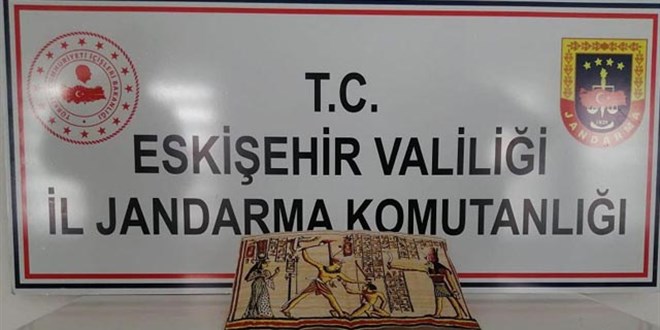 T.C.
ESKİŞEHİR VALİLİĞİ
İL JANDARMA KOMUTANLIĞI
JANDARMA